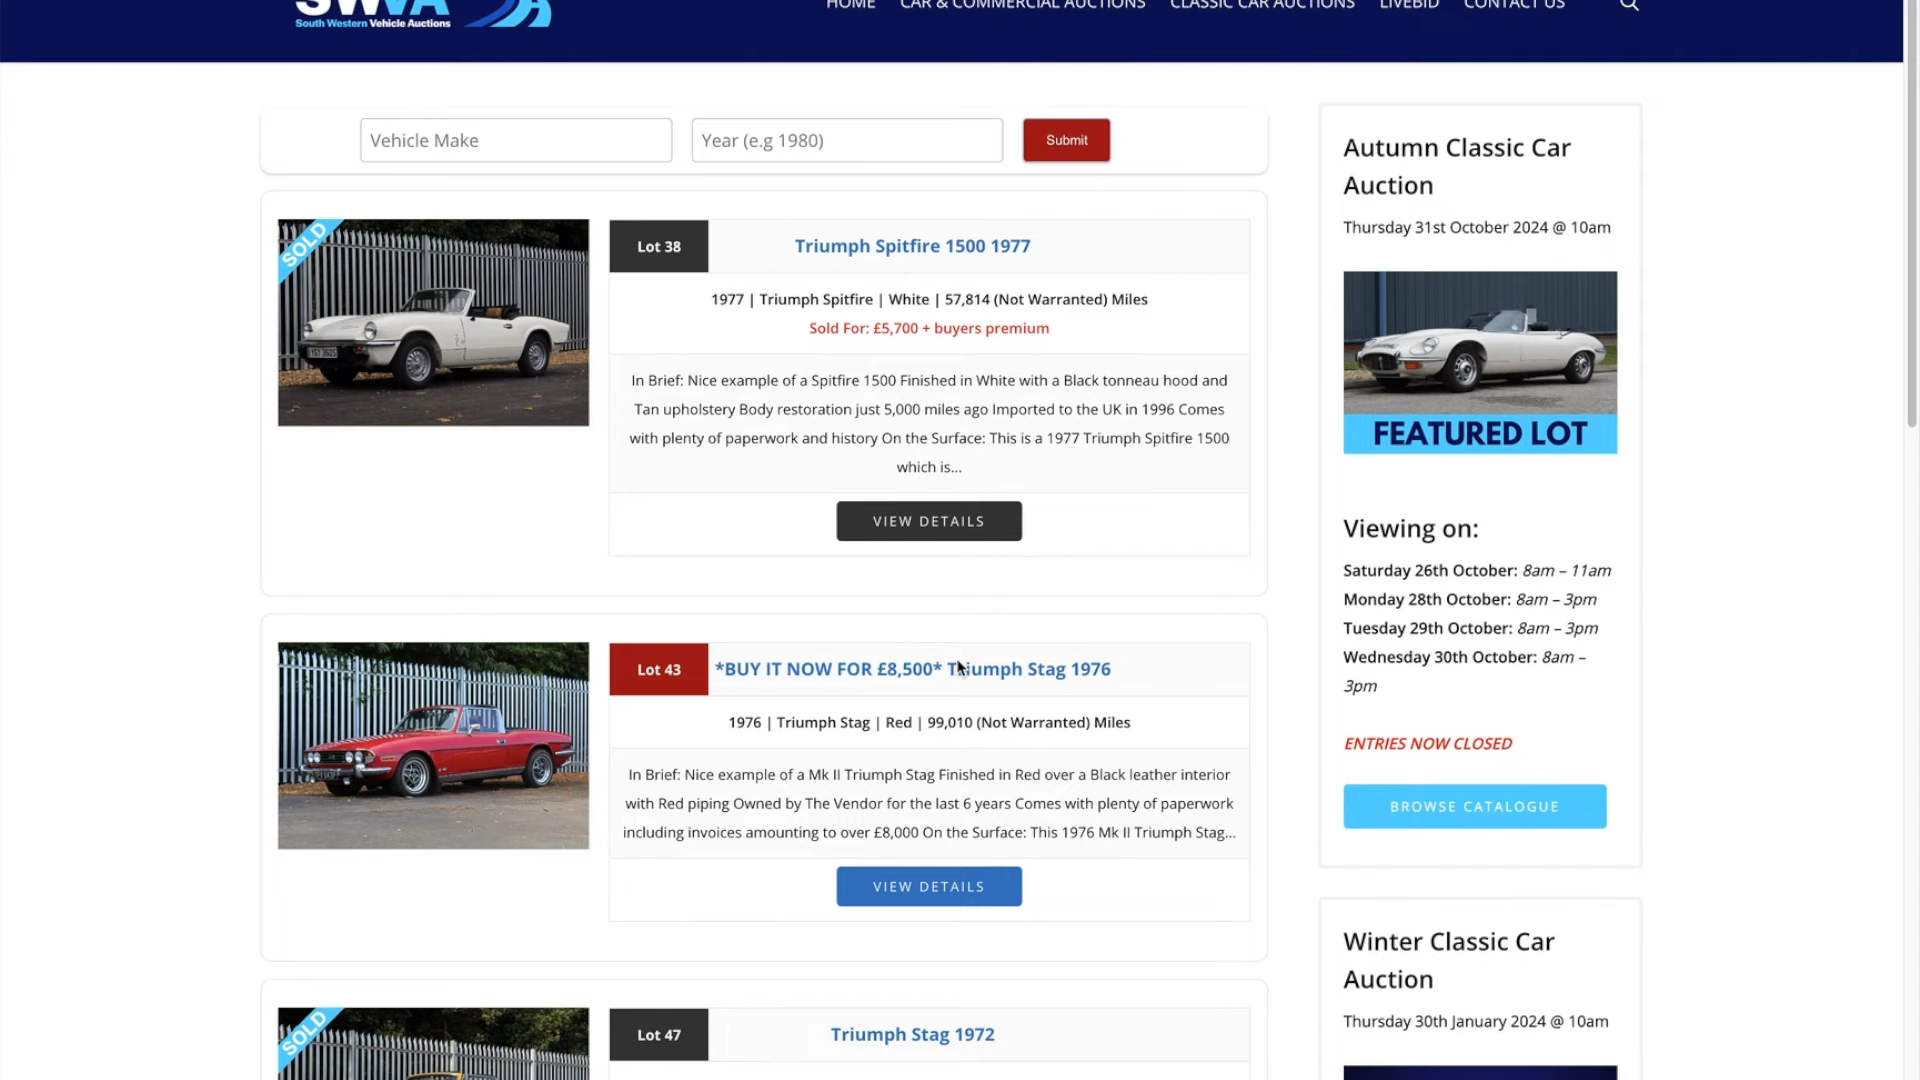 SWVA
South Western Vehicle Auctions
HOME CAR & COMMERCIAL AUCTIONS CLASSIC CAR AUCTIONS LIVEBID CONTACT US
Vehicle Make
Year (e.g 1980)
Submit
SOLD
Lot 38
Triumph Spitfire 1500 1977
1977 | Triumph Spitfire | White | 57,814 (Not Warranted) Miles
Sold For: £5,700 + buyers premium
In Brief: Nice example of a Spitfire 1500 Finished in White with a Black tonneau hood and
Tan upholstery Body restoration just 5,000 miles ago Imported to the UK in 1996 Comes
with plenty of paperwork and history On the Surface: This is a 1977 Triumph Spitfire 1500
which is...
VIEW DETAILS
Lot 43
*BUY IT NOW FOR £8,500* Triumph Stag 1976
1976 | Triumph Stag | Red | 99,010 (Not Warranted) Miles
In Brief: Nice example of a Mk II Triumph Stag Finished in Red over a Black leather interior
with Red piping Owned by The Vendor for the last 6 years Comes with plenty of paperwork
including invoices amounting to over £8,000 On the Surface: This 1976 Mk II Triumph Stag...
VIEW DETAILS
SOLD
Lot 47
Triumph Stag 1972
Autumn Classic Car
Auction
Thursday 31st October 2024 @ 10am
FEATURED LOT
Viewing on:
Saturday 26th October: 8am – 11am
Monday 28th October: 8am – 3pm
Tuesday 29th October: 8am – 3pm
Wednesday 30th October: 8am –
3pm
ENTRIES NOW CLOSED
BROWSE CATALOGUE
Winter Classic Car
Auction
Thursday 30th January 2024 @ 10am